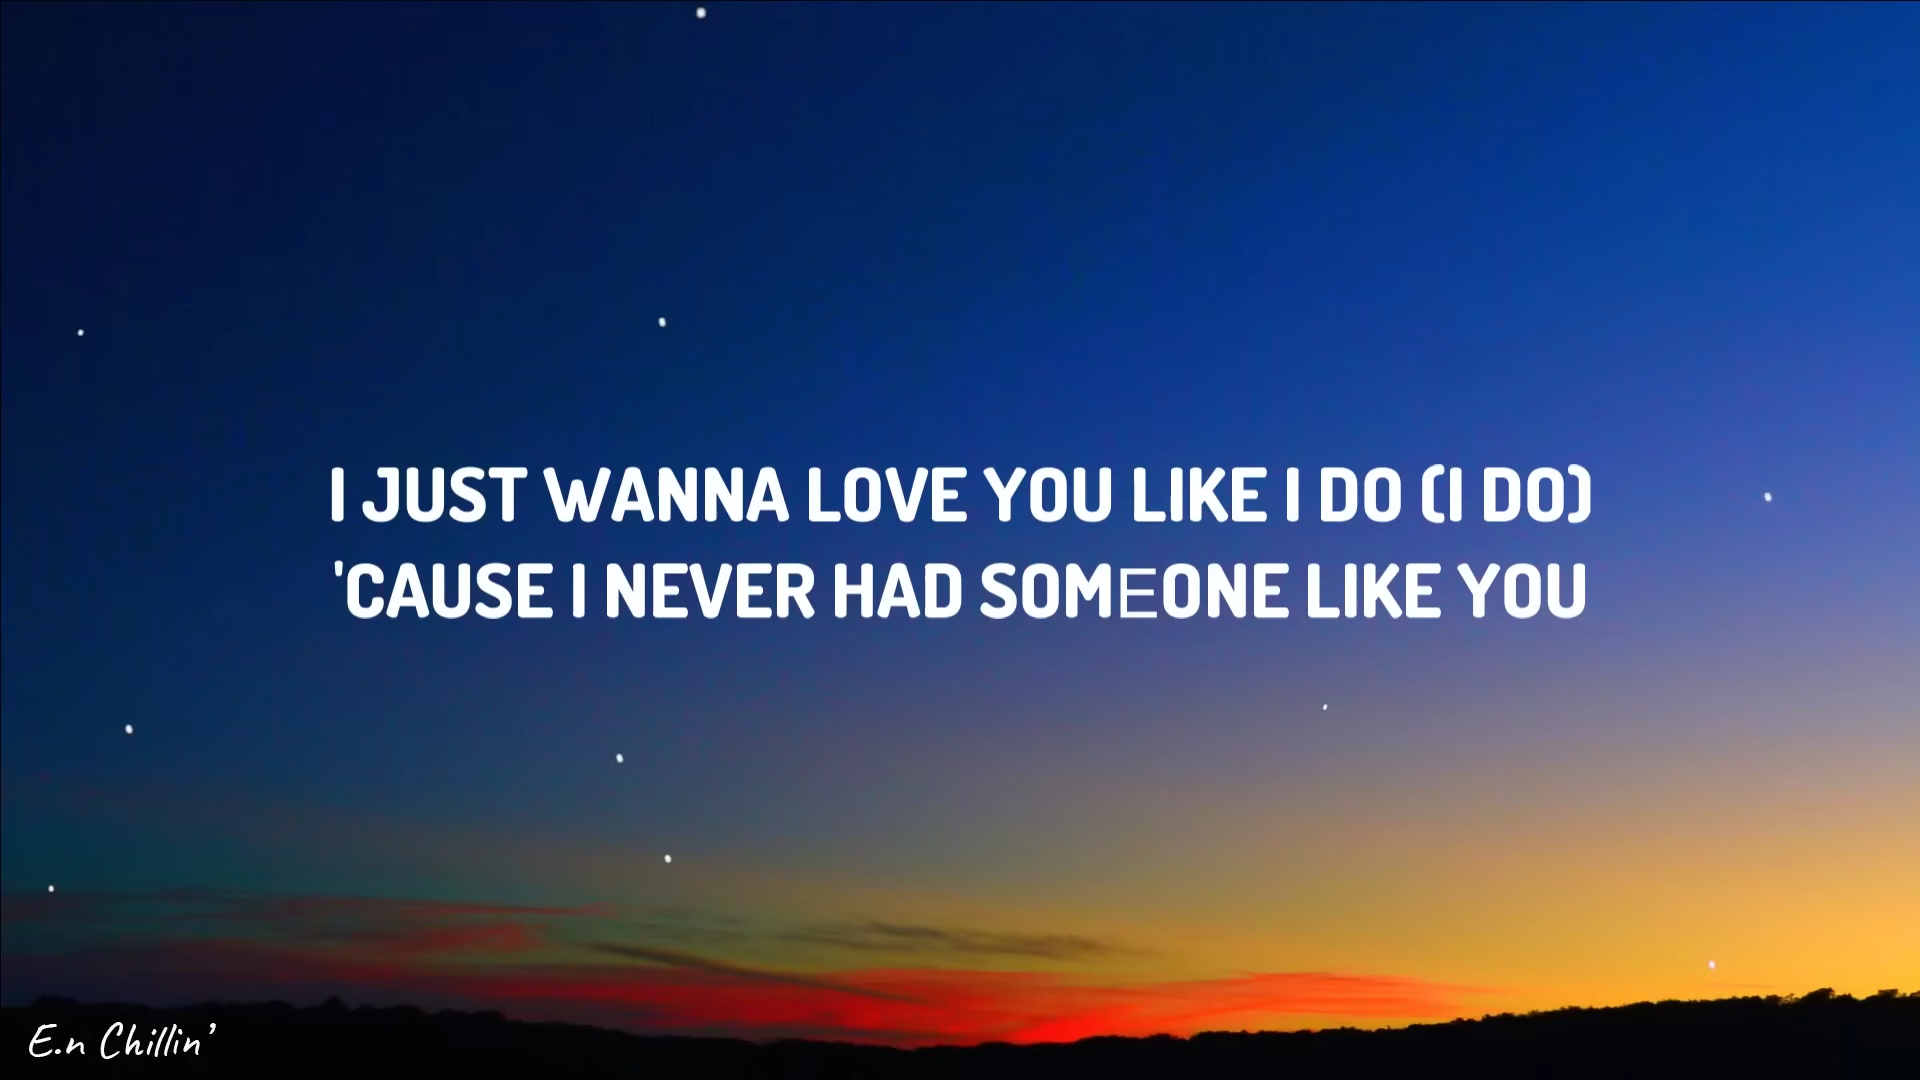 I JUST WANNA LOVE YOU LIKE I DO (I DO)
'CAUSE I NEVER HAD SOMEONE LIKE YOU
E.n Chillin'